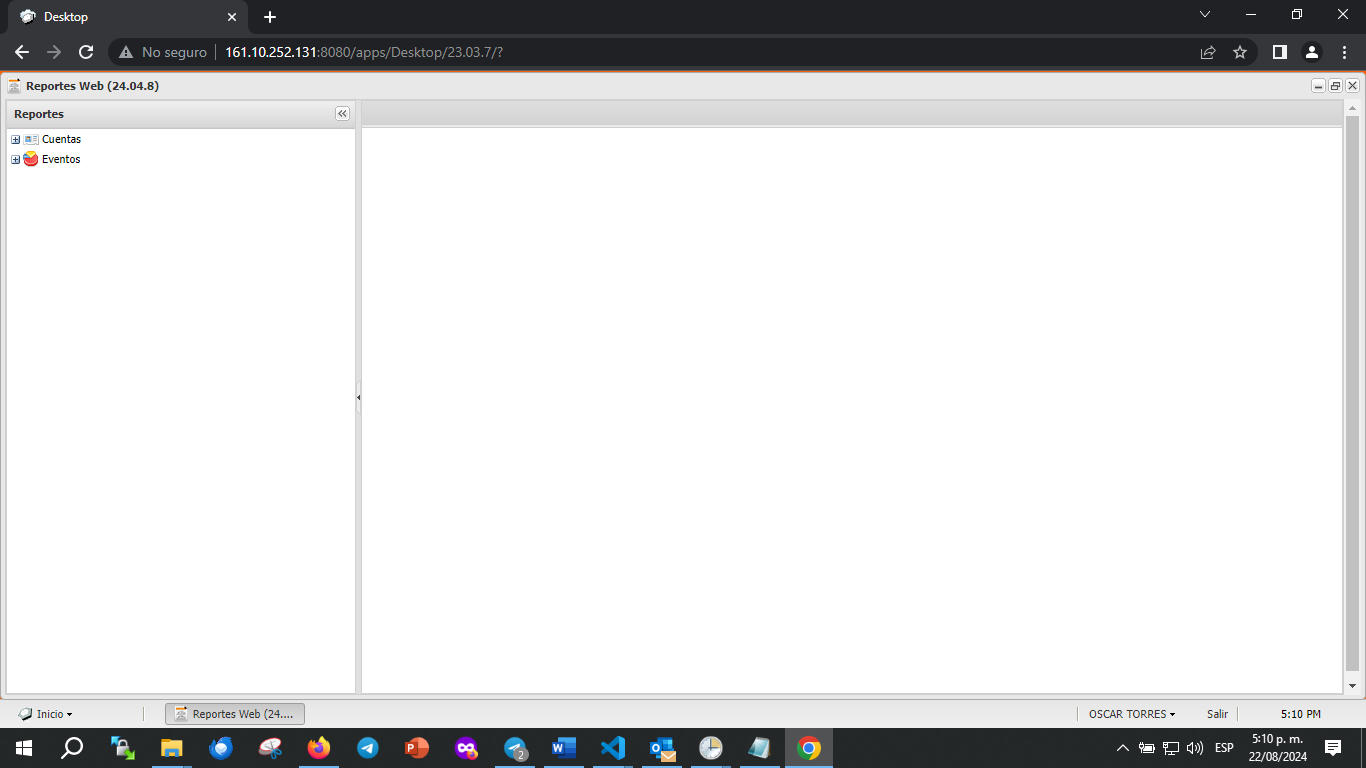 Desktop
No seguro
161.10.252.131:8080/apps/Desktop/23.03.7/?
Reportes Web (24.04.8)
Reportes
Cuentas
Eventos
Inicio
Reportes Web (24....
OSCAR TORRES
Salir
5:10 PM
2
ESP
5:10 p. m.
22/08/2024